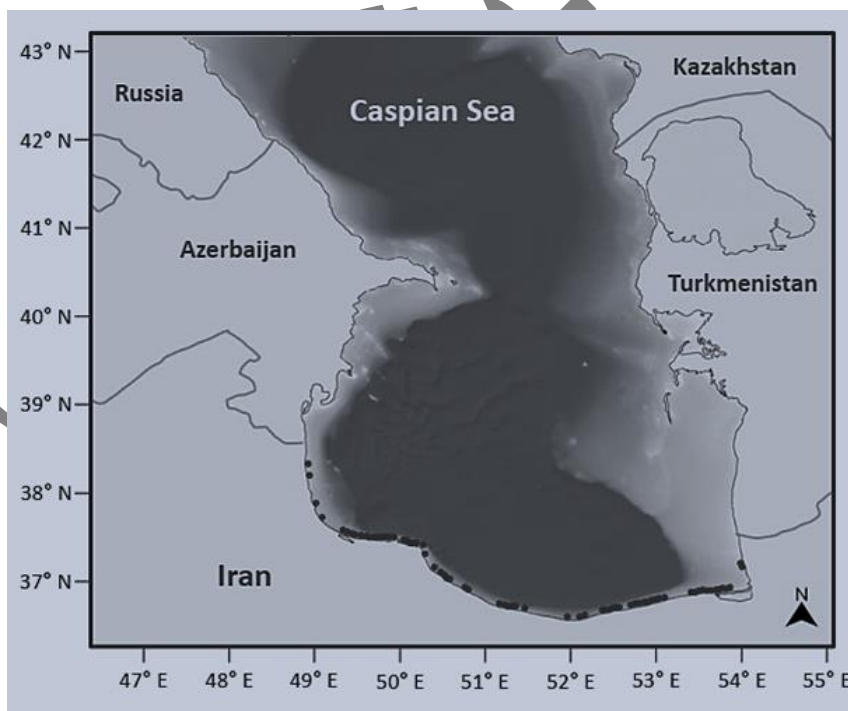 43° N
Kazakhstan
Russia
Caspian Sea
42° N
41° N
Azerbaijan
Turkmenistan
40° N
39° N
38° N
37° N
Iran
N
47° E 48° E 49° E 50° E 51° E 52° E 53° E 54° E 55° E